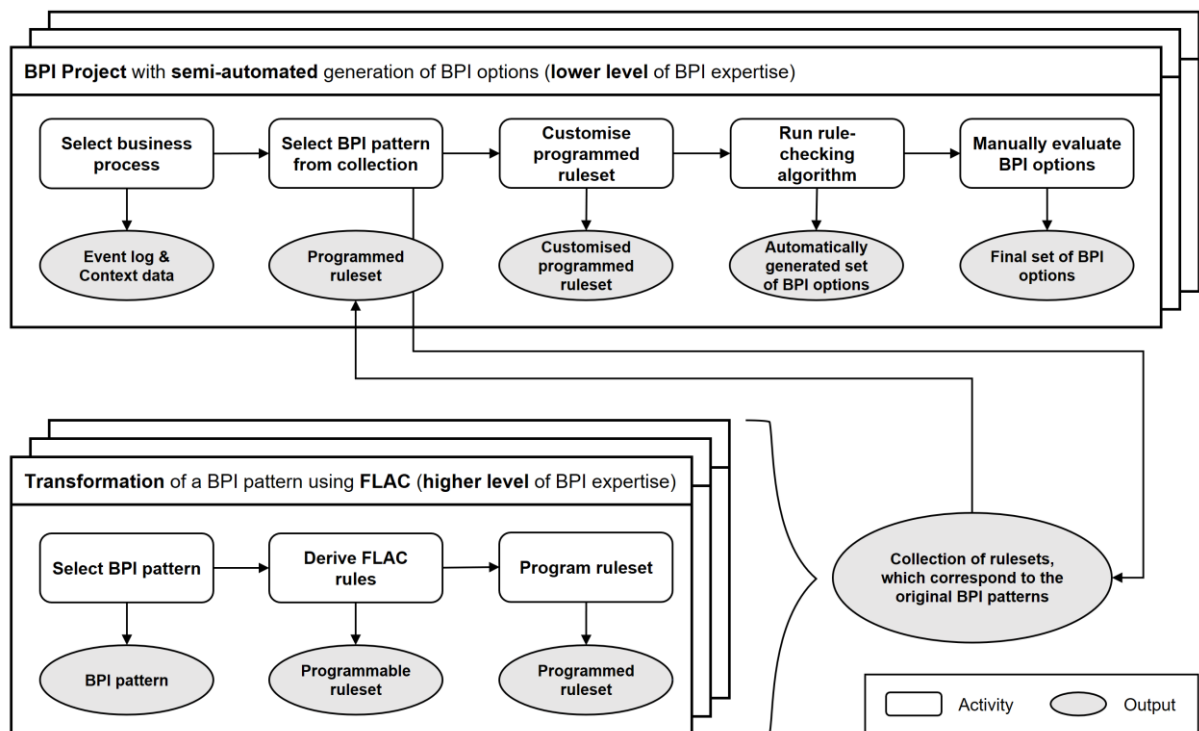 BPI Project with semi-automated generation of BPI options (lower level of BPI expertise)
Select business
process
Select BPI pattern
from collection
Customise
programmed
ruleset
Run rule-
checking
algorithm
Manually evaluate
BPI options
Event log &
Context data
Programmed
ruleset
Customised
programmed
ruleset
Automatically
generated set
of BPI options
Final set of BPI
options
Transformation of a BPI pattern using FLAC (higher level of BPI expertise)
Select BPI pattern
Derive FLAC
rules
Program ruleset
BPI pattern
Programmable
ruleset
Programmed
ruleset
Collection of rulesets,
which correspond to the
original BPI patterns
Activity
Output